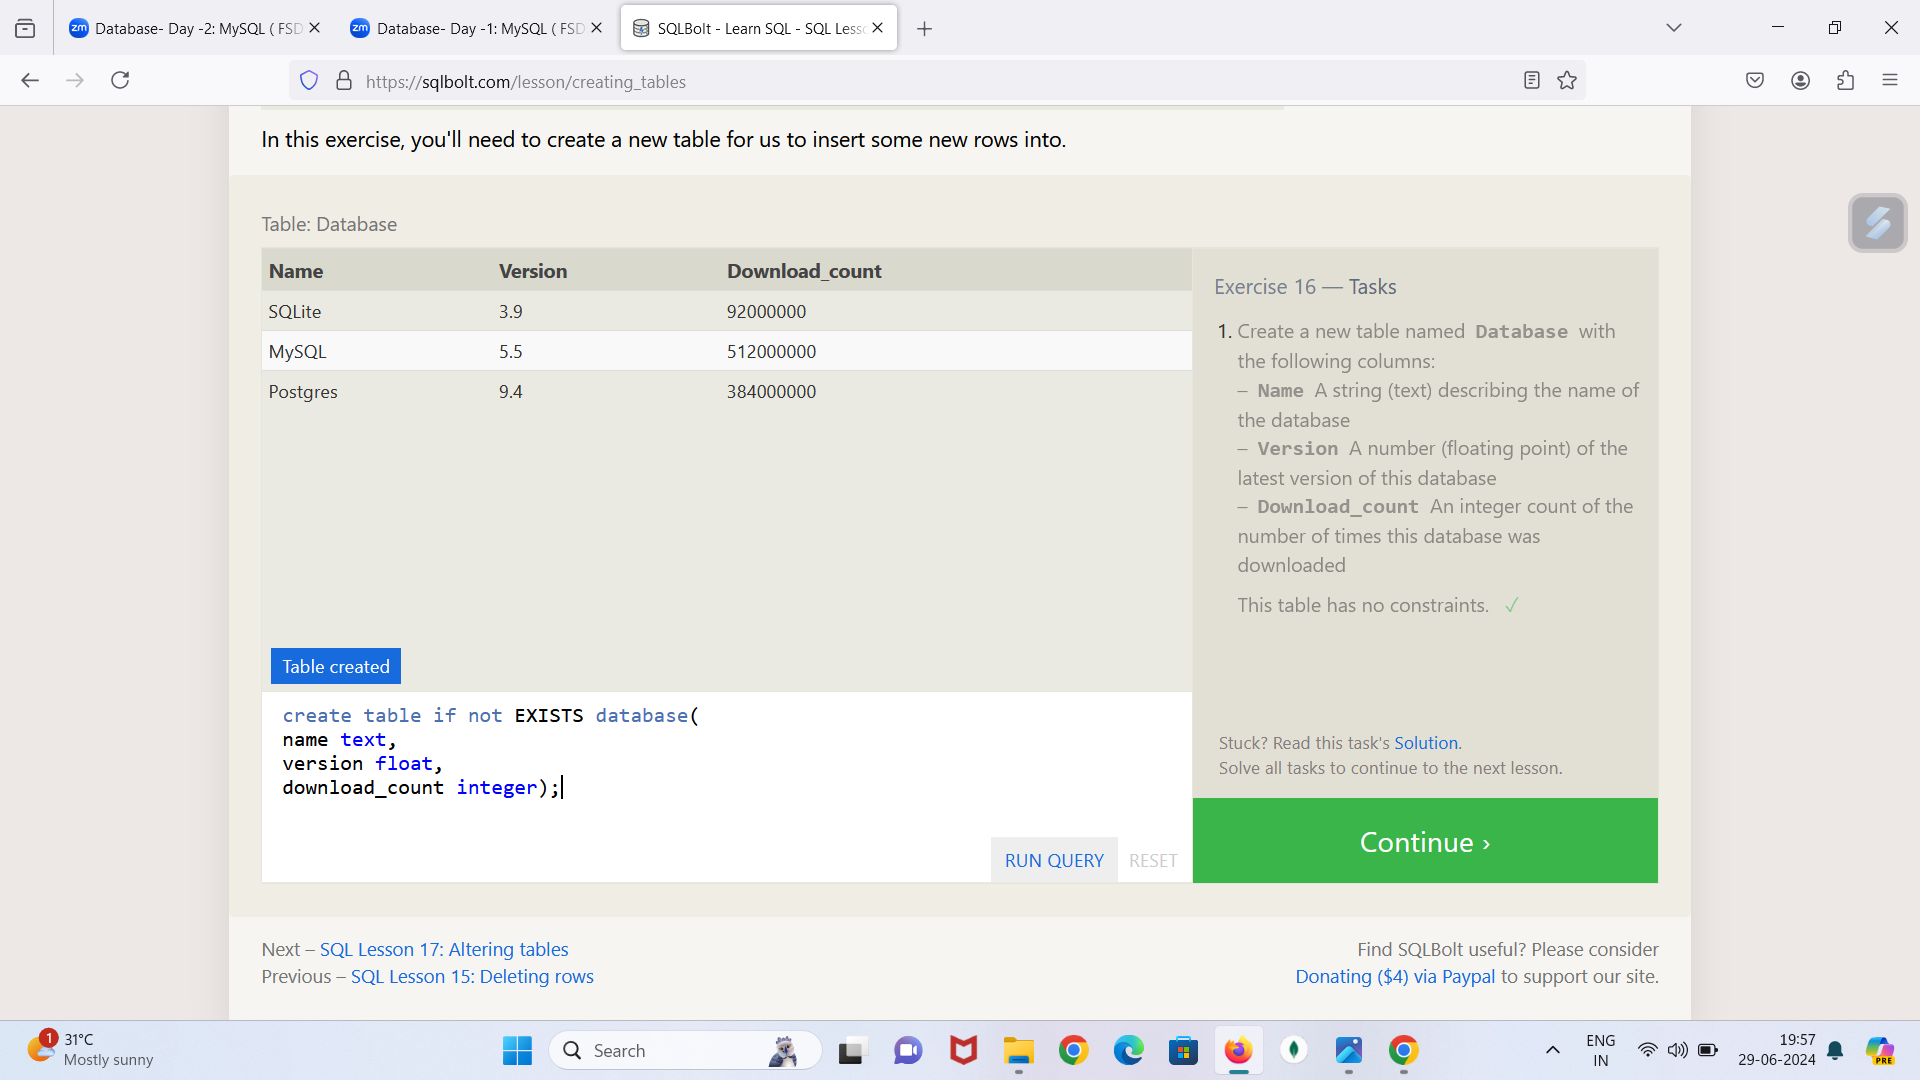 Database- Day -2: MySQL ( FSD
Database- Day -1: MySQL ( FSD
SQLBolt - Learn SQL - SQL Less
https://sqlbolt.com/lesson/creating_tables
In this exercise, you'll need to create a new table for us to insert some new rows into.
Table: Database
Name Version Download_count
SQLite 3.9 92000000
MySQL 5.5 512000000
Postgres 9.4 384000000
Table created
create table if not EXISTS database(
name text,
version float,
download_count integer);
RUN QUERY RESET
Exercise 16 — Tasks
1. Create a new table named Database with
the following columns:
– Name A string (text) describing the name of
the database
– Version A number (floating point) of the
latest version of this database
– Download_count An integer count of the
number of times this database was
downloaded
This table has no constraints. ✓
Stuck? Read this task's Solution.
Solve all tasks to continue to the next lesson.
Continue ›
Next – SQL Lesson 17: Altering tables
Previous – SQL Lesson 15: Deleting rows
Find SQLBolt useful? Please consider
Donating ($4) via Paypal to support our site.
1
31°C
Mostly sunny
Search
ENG
IN
19:57
29-06-2024
PRE